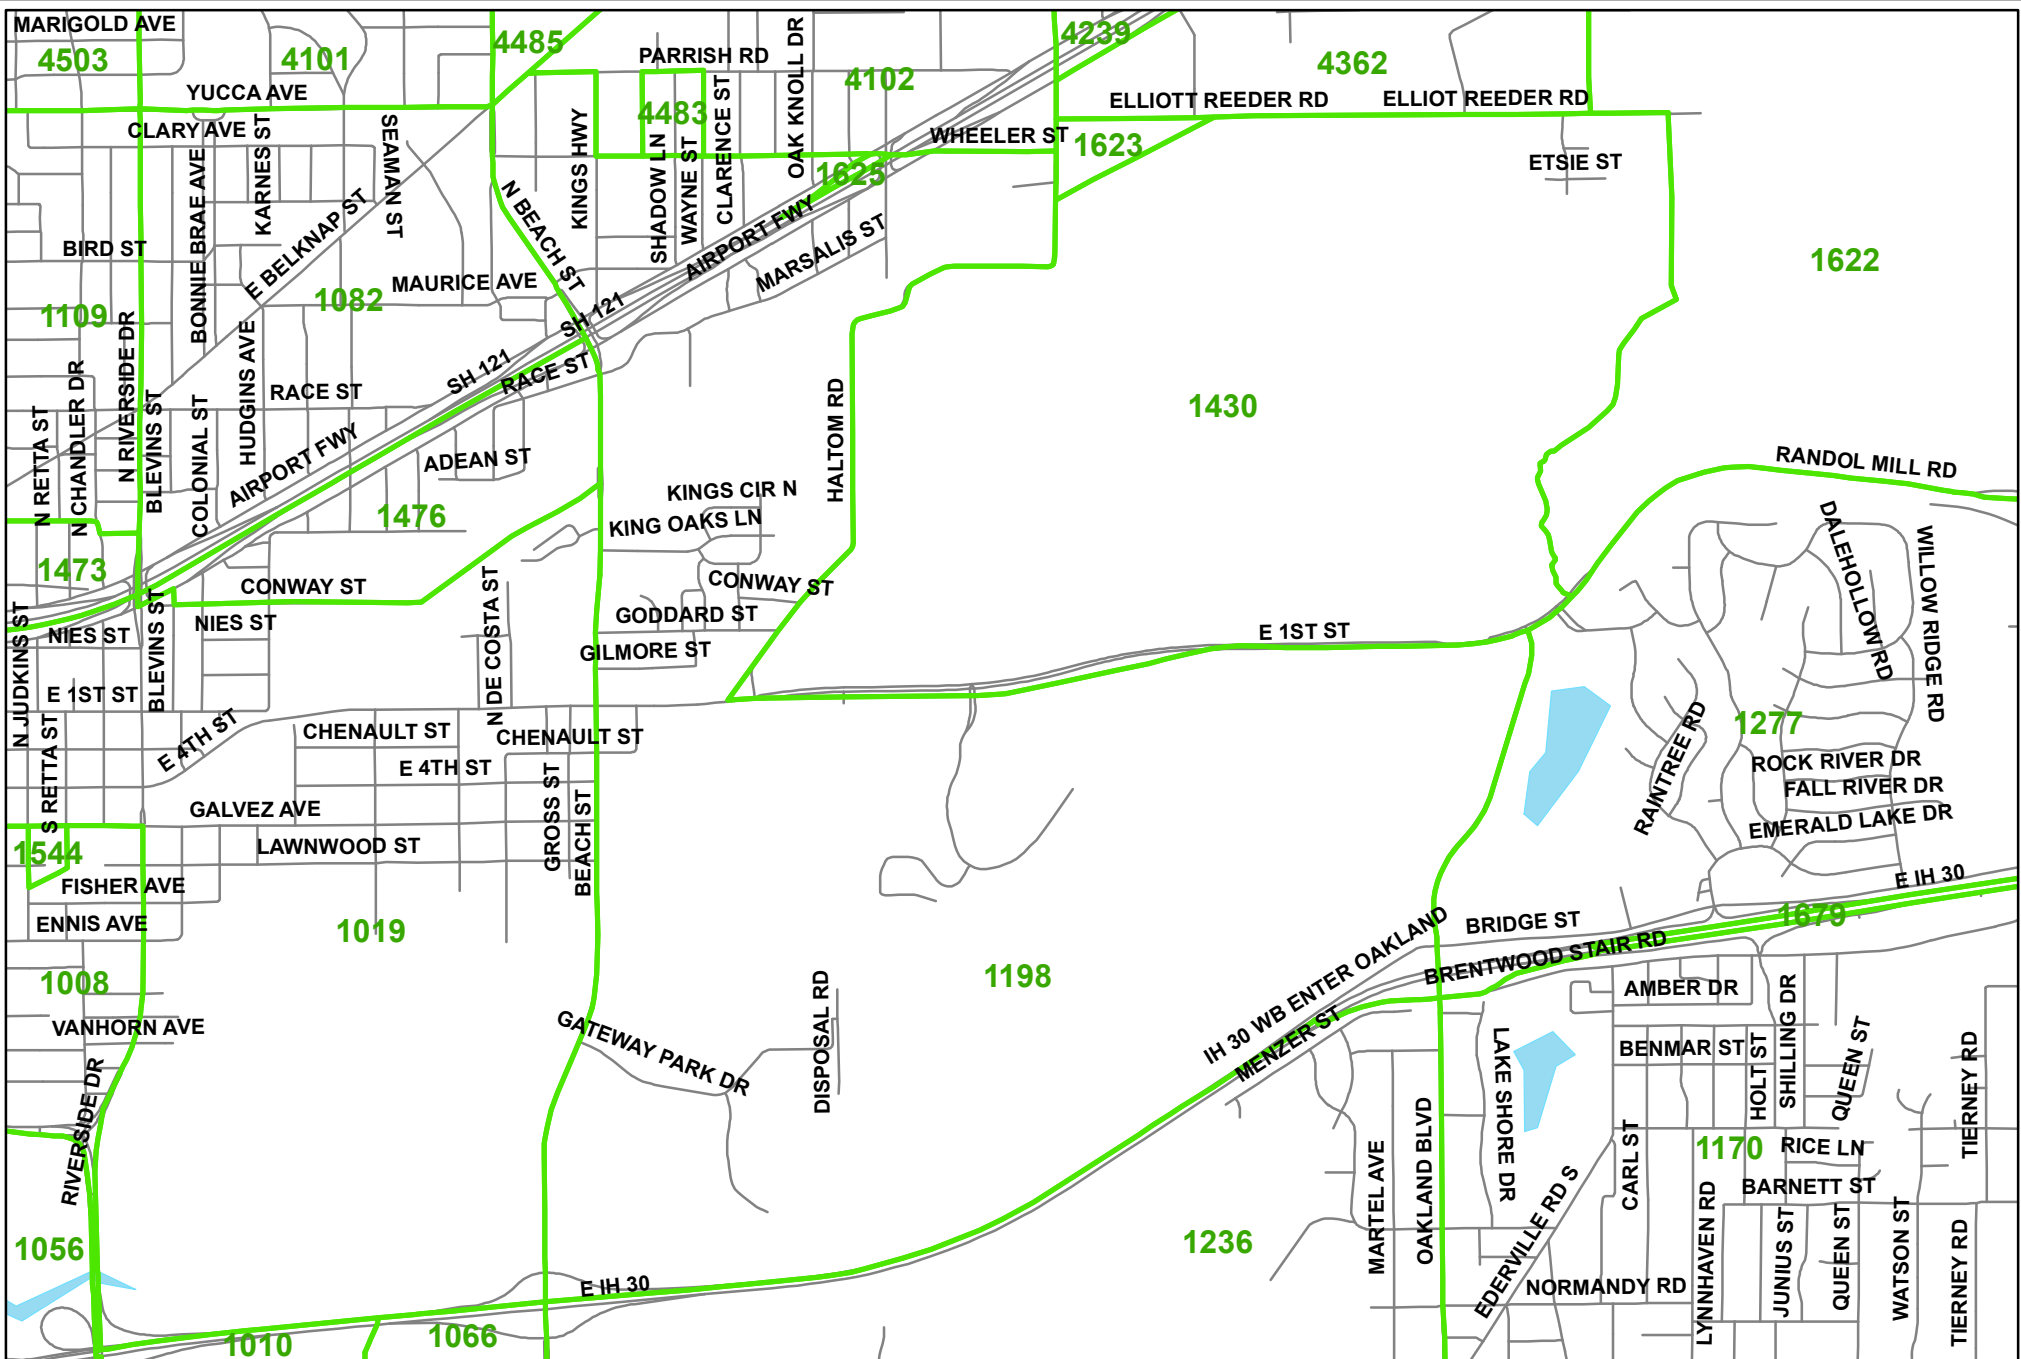 MARIGOLD AVE
4503
4101
4485
PARRISH RD
OAK KNOLL DR
4102
4239
4362
YUCCA AVE
CLARY AVE
SEAMAN ST
KARNES ST
BONNIE BRAE AVE
KINGS HWY
4483
SHADOW LN
WAYNE ST
CLARENCE ST
1625
WHEELER ST
ELLIOTT REEDER RD
ELLIOT REEDER RD
1623
ETSIE ST
BIRD ST
E BELKNAP ST
N BEACH ST
AIRPORT FWY
MARSALIS ST
1622
1109
1082
MAURICE AVE
SH 121
N RIVERSIDE DR
HUDGINS AVE
N CHANDLER DR
N RETTA ST
BLEVINS ST
COLONIAL ST
RACE ST
SH 121
RACE ST
AIRPORT FWY
ADEAN ST
HALTOM RD
1430
RANDOL MILL RD
1476
KINGS CIR N
KING OAKS LN
DALEHOLLOW RD
WILLOW RIDGE RD
1473
CONWAY ST
CONWAY ST
N DE COSTA ST
GODDARD ST
GILMORE ST
E 1ST ST
N JUDKINS ST
NIES ST
BLEVINS ST
NIES ST
E 1ST ST
S RETTA ST
E 4TH ST
CHENAULT ST
CHENAULT ST
E 4TH ST
GALVEZ AVE
LAWNWOOD ST
GROSS ST
BEACH ST
RAINTREE RD
1277
ROCK RIVER DR
FALL RIVER DR
EMERALD LAKE DR
1544
FISHER AVE
ENNIS AVE
1019
1008
VANHORN AVE
RIVERSIDE DR
1198
DISPOSAL RD
GATEWAY PARK DR
IH 30 WB ENTER OAKLAND
MENZER ST
BRIDGE ST
BRENTWOOD STAIR RD
E IH 30
1679
AMBER DR
LAKE SHORE DR
BENMAR ST
HOLT ST
SHILLING DR
QUEEN ST
TIERNEY RD
1170
RICE LN
BARNETT ST
CARL ST
MARTEL AVE
OAKLAND BLVD
EDERVILLE RD S
1236
NORMANDY RD
LYNNHAVEN RD
JUNIUS ST
QUEEN ST
WATSON ST
TIERNEY RD
1056
E IH 30
1010
1066